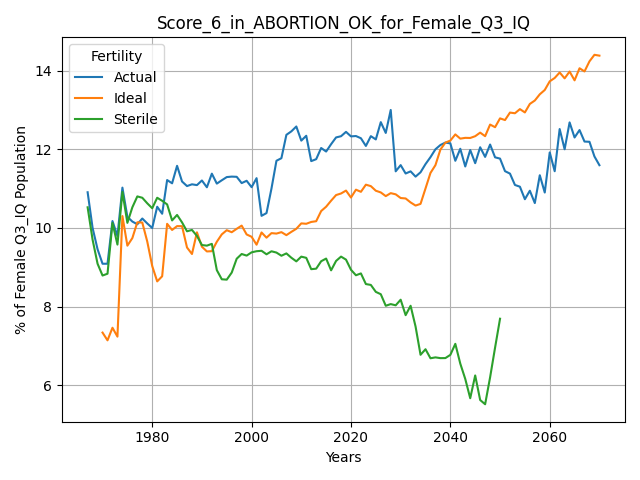 Score_6_in_ABORTION_OK_for_Female_Q3_IQ
Fertility
Actual
Ideal
Sterile
% of Female Q3_IQ Population
14
12
10
8
6
1980
2000
2020
2040
2060
Years